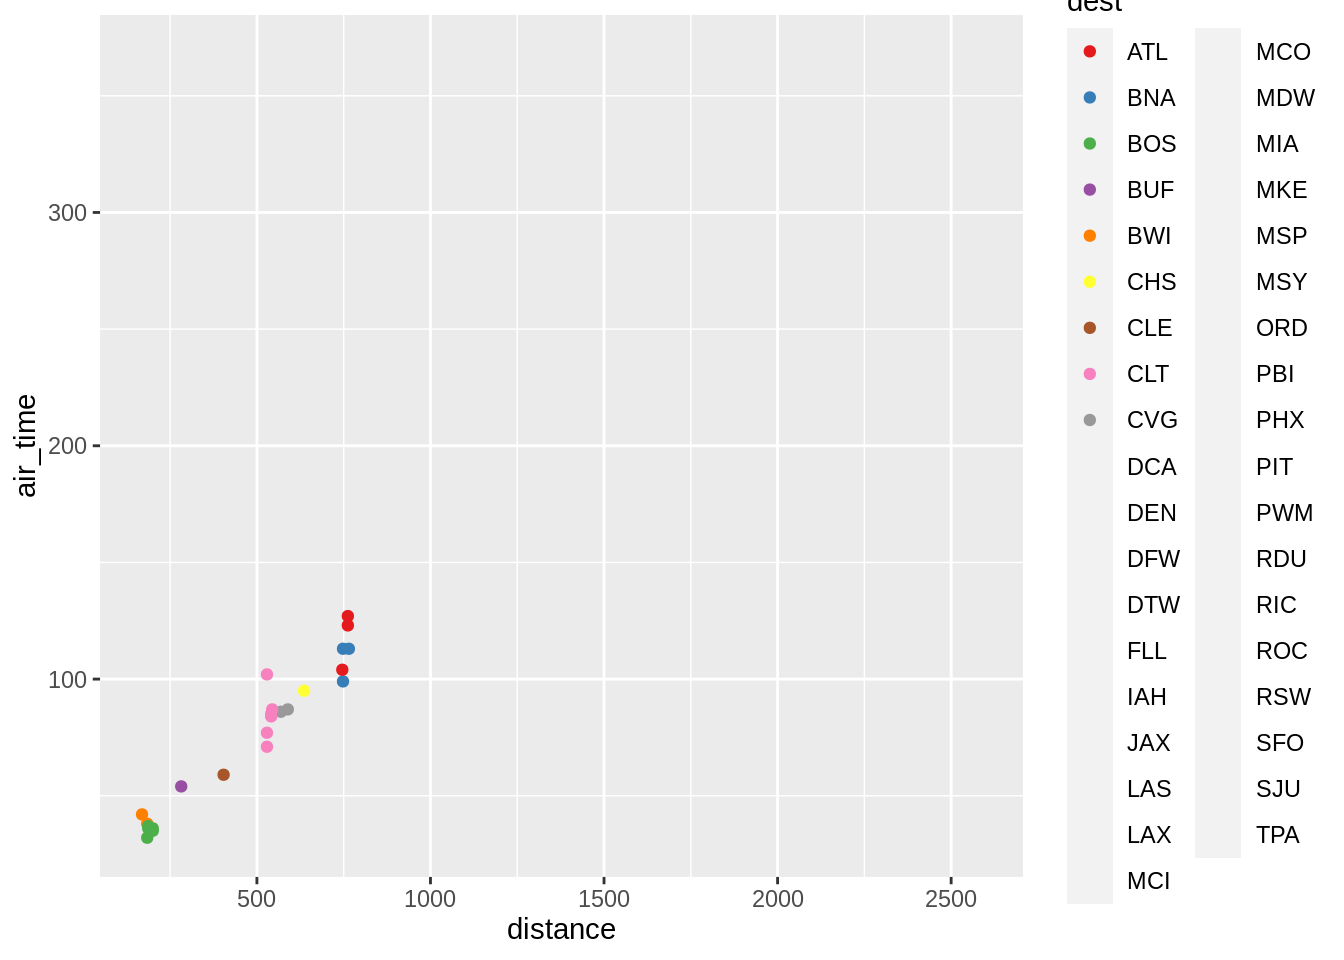 dest
ATL
BNA
BOS
BUF
BWI
CHS
CLE
CLT
CVG
DCA
DEN
DFW
DTW
FLL
IAH
JAX
LAS
LAX
MCI
MCO
MDW
MIA
MKE
MSP
MSY
ORD
PBI
PHX
PIT
PWM
RDU
RIC
ROC
RSW
SFO
SJU
TPA
air_time
300
200
100
500 1000 1500 2000 2500
distance